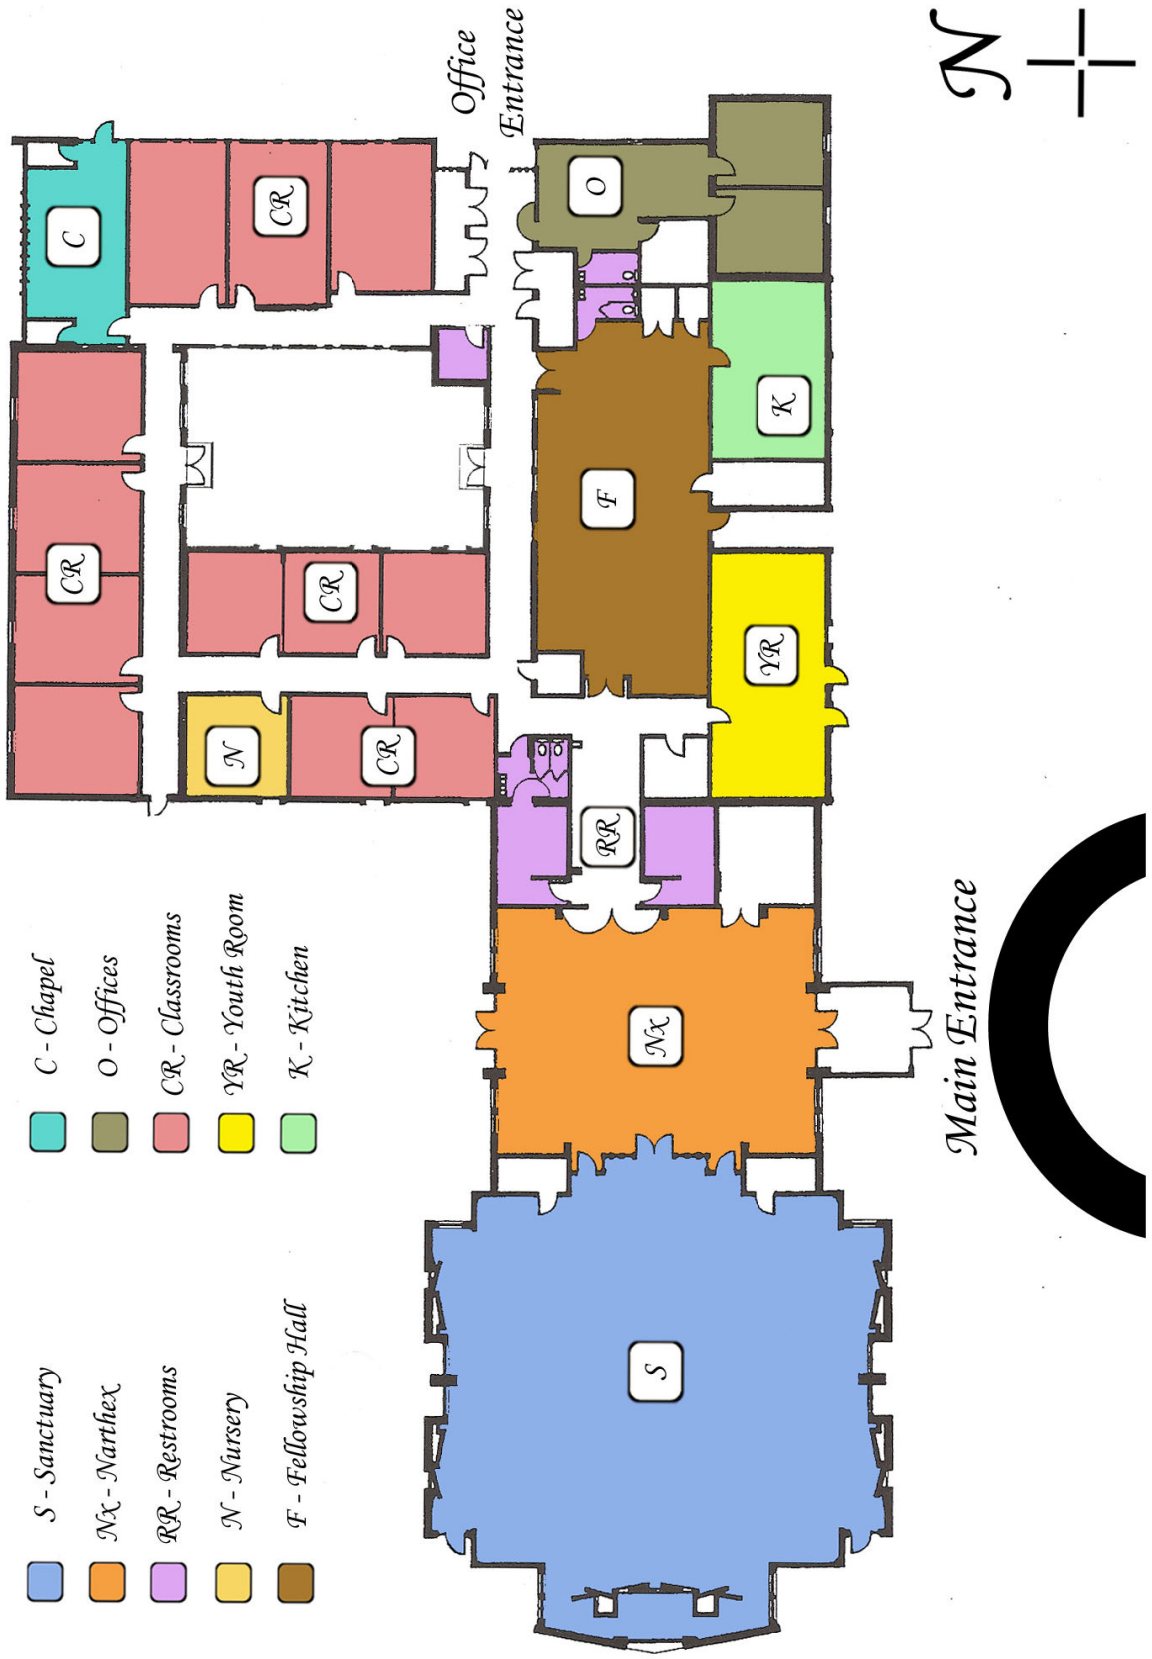 S - Sanctuary
Nx - Narthex
RR - Restrooms
N - Nursery
F - Fellowship Hall
C - Chapel
O - Offices
CR - Classrooms
YR - Youth Room
K - Kitchen
Office
Entrance
N
C
CR
O
K
CR
CR
F
YR
N
CR
RR
Nx
S
Main Entrance